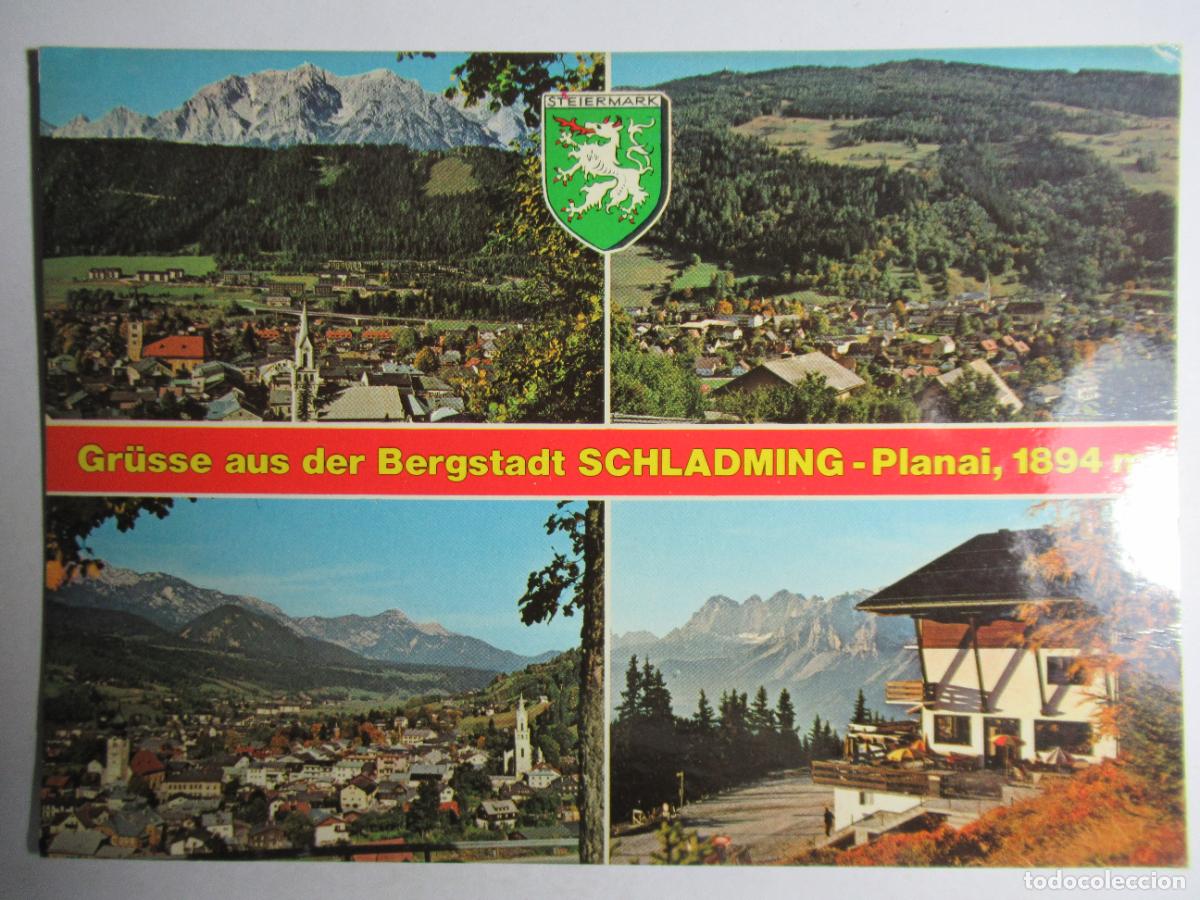 STEIERMARK
Grüsse aus der Bergstadt SCHLADMING - Planai, 1894 m
todocoleccion